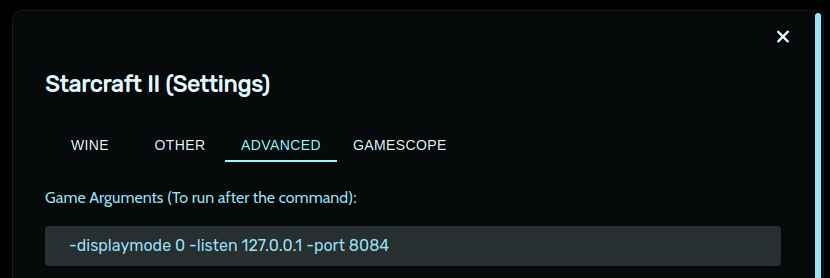 Starcraft II (Settings)
WINE OTHER ADVANCED GAMESCOPE
Game Arguments (To run after the command):
-displaymode 0 -listen 127.0.0.1 -port 8084